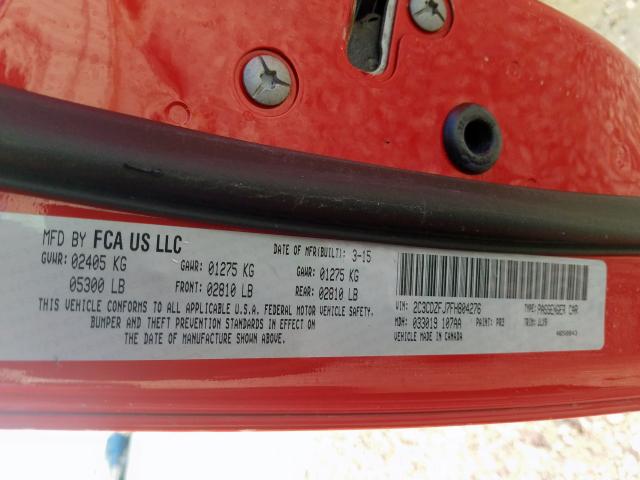 MFD BY FCA US LLC
DATE OF MFR(BUILT): 3-15
GVWR: 02405 KG
GAWR: 01275 KG
GAWR: 01275 KG
05300 LB
FRONT: 02810 LB
REAR: 02810 LB
THIS VEHICLE CONFORMS TO ALL APPLICABLE U.S.A. FEDERAL MOTOR VEHICLE SAFETY,
BUMPER AND THEFT PREVENTION STANDARDS IN EFFECT ON
THE DATE OF MANUFACTURE SHOWN ABOVE.
VIN: 2C3CDZFJ7FH804276
TYPE: PASSENGER CAR
MDH: 033019 107AA
PAINT: PR3
TRIM:
VEHICLE MADE IN CANADA